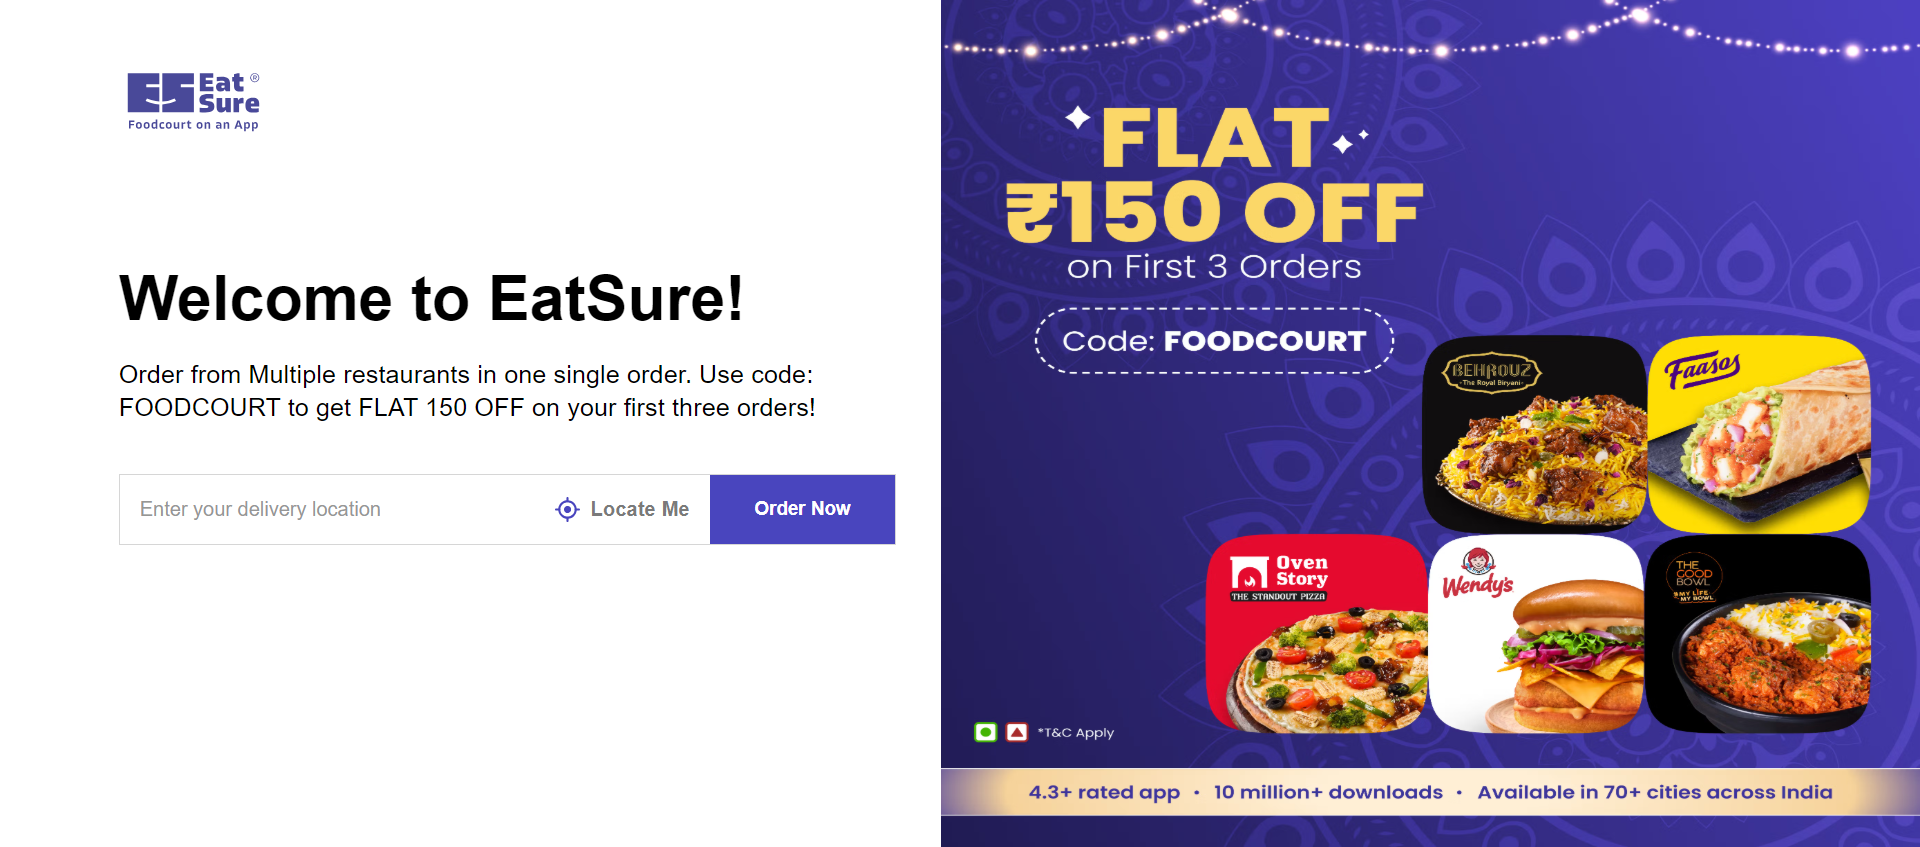 Eat ®
Sure
Foodcourt on an App
Welcome to EatSure!
Order from Multiple restaurants in one single order. Use code:
FOODCOURT to get FLAT 150 OFF on your first three orders!
Enter your delivery location
Locate Me
Order Now
FLAT
₹150 OFF
on First 3 Orders
Code: FOODCOURT
BEHROUZ
The Royal Biryani
Faasos
Oven
Story
THE STANDOUT PIZZA
Wendy's
THE
GOOD
BOWL
#MY LIFE
MY BOWL
*T&C Apply
4.3+ rated app • 10 million+ downloads • Available in 70+ cities across India